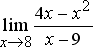 lim x→8 (4x − x²)/(x − 9)